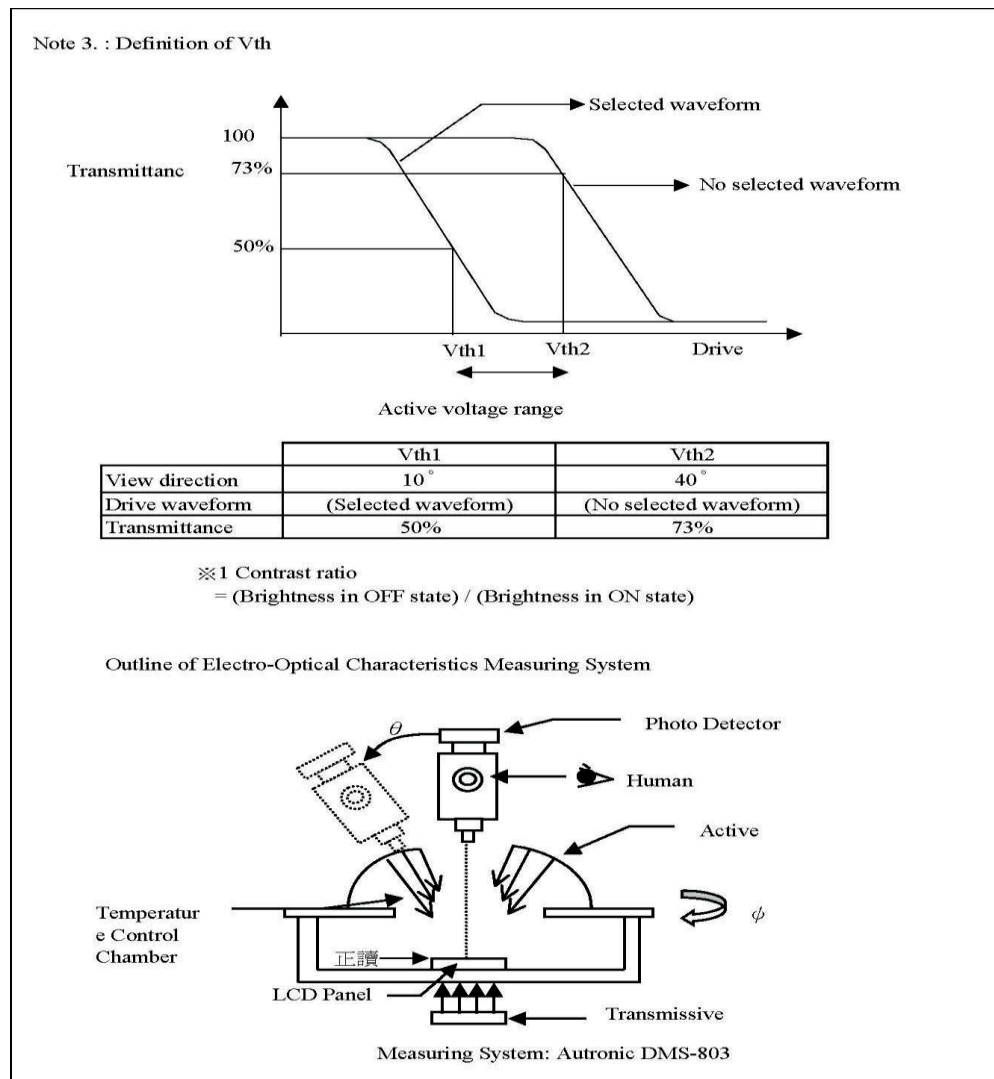 Note 3. : Definition of Vth
Selected waveform
100
Transmittanc
73%
No selected waveform
50%
Vth1
Vth2
Drive
Active voltage range
Vth1 Vth2
View direction 10° 40°
Drive waveform (Selected waveform) (No selected waveform)
Transmittance 50% 73%
※1 Contrast ratio
= (Brightness in OFF state) / (Brightness in ON state)
Outline of Electro-Optical Characteristics Measuring System
θ
Photo Detector
Human
Active
Temperatur
e Control
Chamber
ϕ
正讀
LCD Panel
Transmissive
Measuring System: Autronic DMS-803